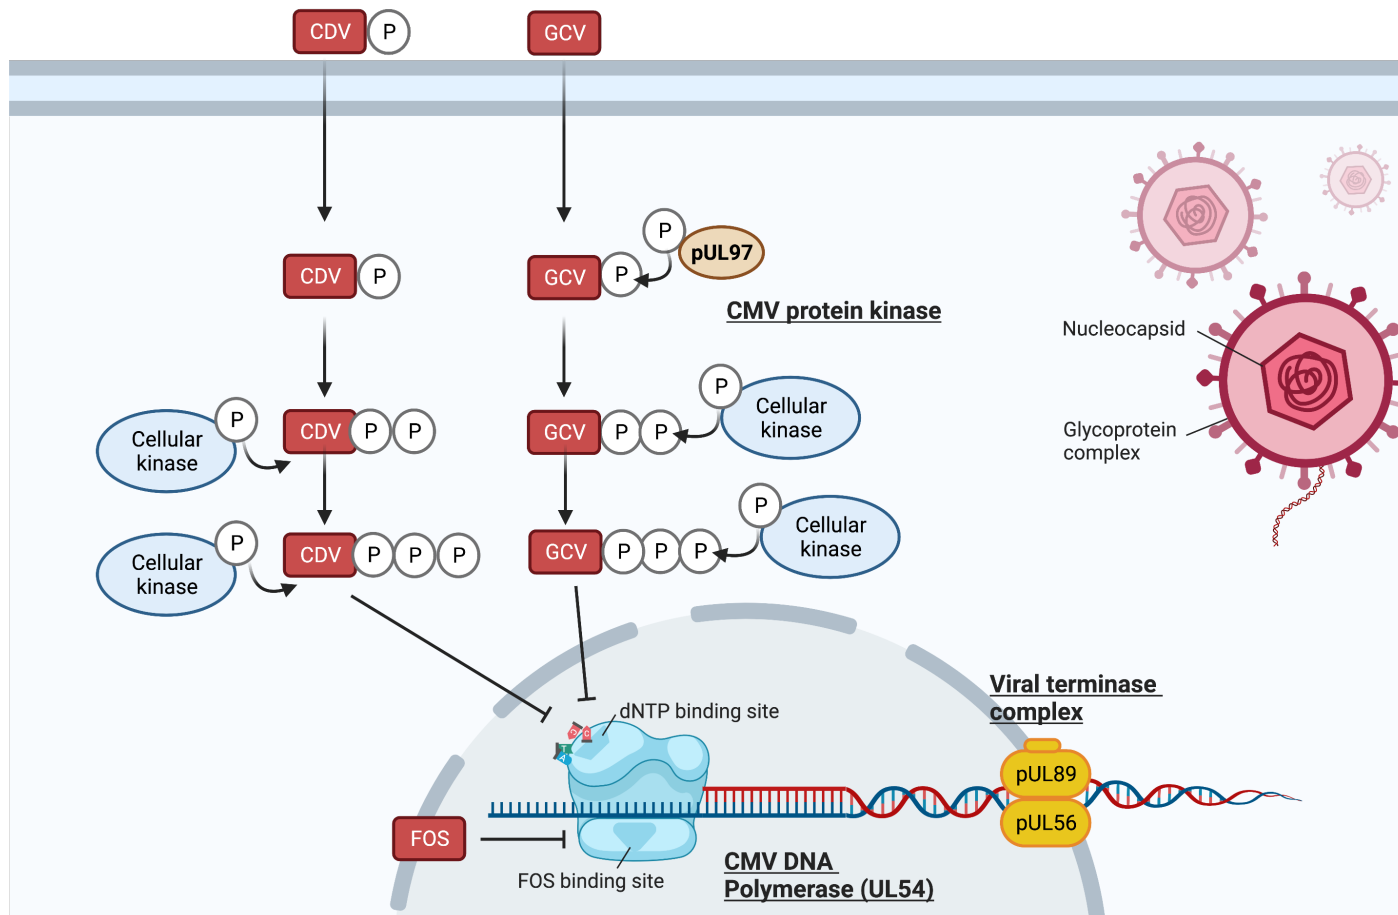 CDV P
GCV
CDV P
GCV P
P
pUL97
CMV protein kinase
Nucleocapsid
Glycoprotein
complex
P
Cellular
kinase
CDV P P
GCV P P
P
Cellular
kinase
P
Cellular
kinase
CDV P P P
GCV P P P
P
Cellular
kinase
dNTP binding site
Viral terminase
complex
C
T
A
pUL89
pUL56
FOS
FOS binding site
CMV DNA
Polymerase (UL54)